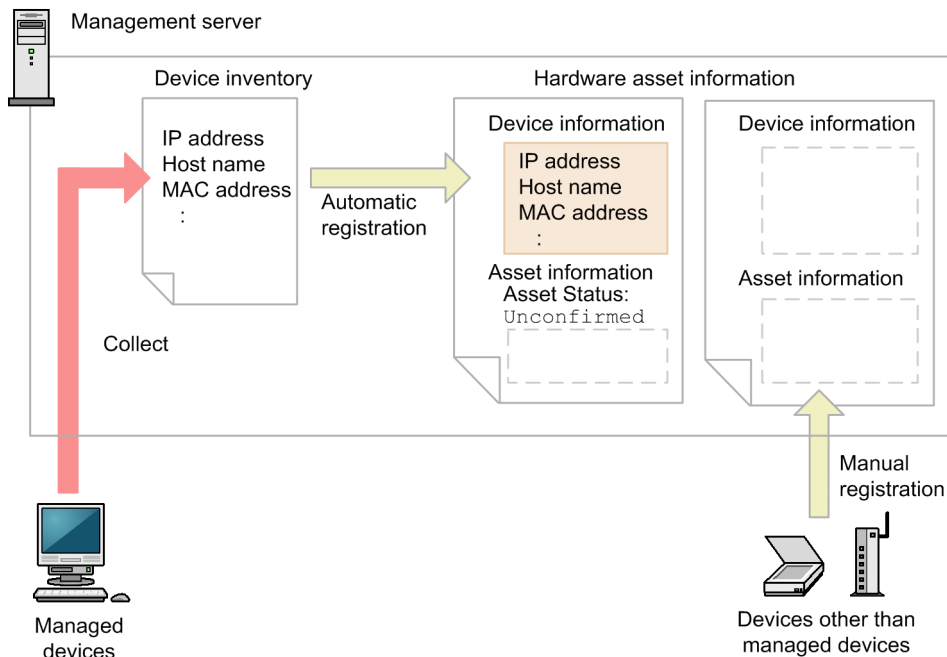 Management server
Device inventory
IP address
Host name
MAC address
:
Collect
Automatic
registration
Hardware asset information
Device information
IP address
Host name
MAC address
:
Asset information
Asset Status:
Unconfirmed
Device information
Asset information
Manual
registration
Managed
devices
Devices other than
managed devices